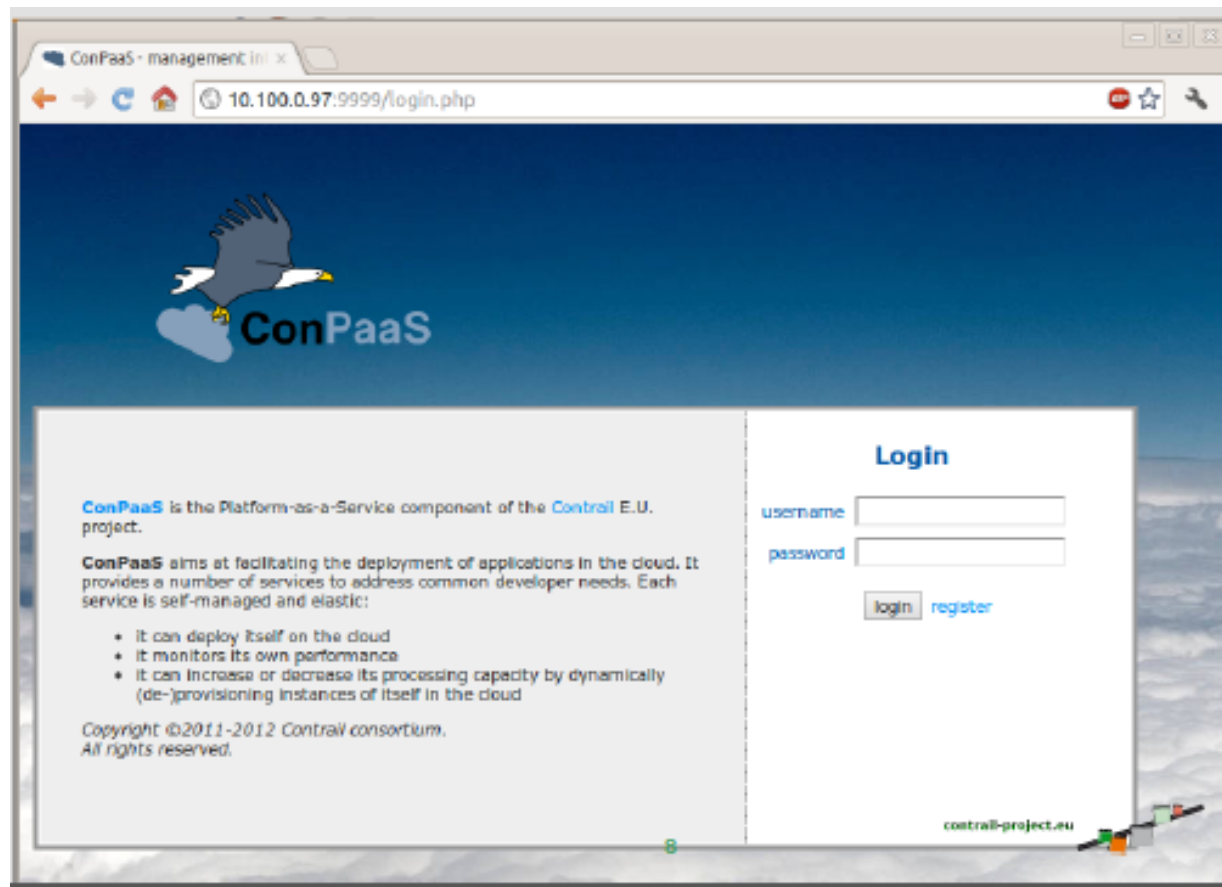 ConPaaS - management in
10.100.0.97:9999/login.php
ConPaaS
Login
ConPaaS is the Platform-as-a-Service component of the Contrail E.U.
project.
ConPaaS aims at facilitating the deployment of applications in the cloud. It
provides a number of services to address common developer needs. Each
service is self-managed and elastic:
• it can deploy itself on the cloud
• it monitors its own performance
• it can increase or decrease its processing capacity by dynamically
(de-)provisioning instances of itself in the cloud
Copyright ©2011-2012 Contrail consortium.
All rights reserved.
username
password
login register
contrail-project.eu
8